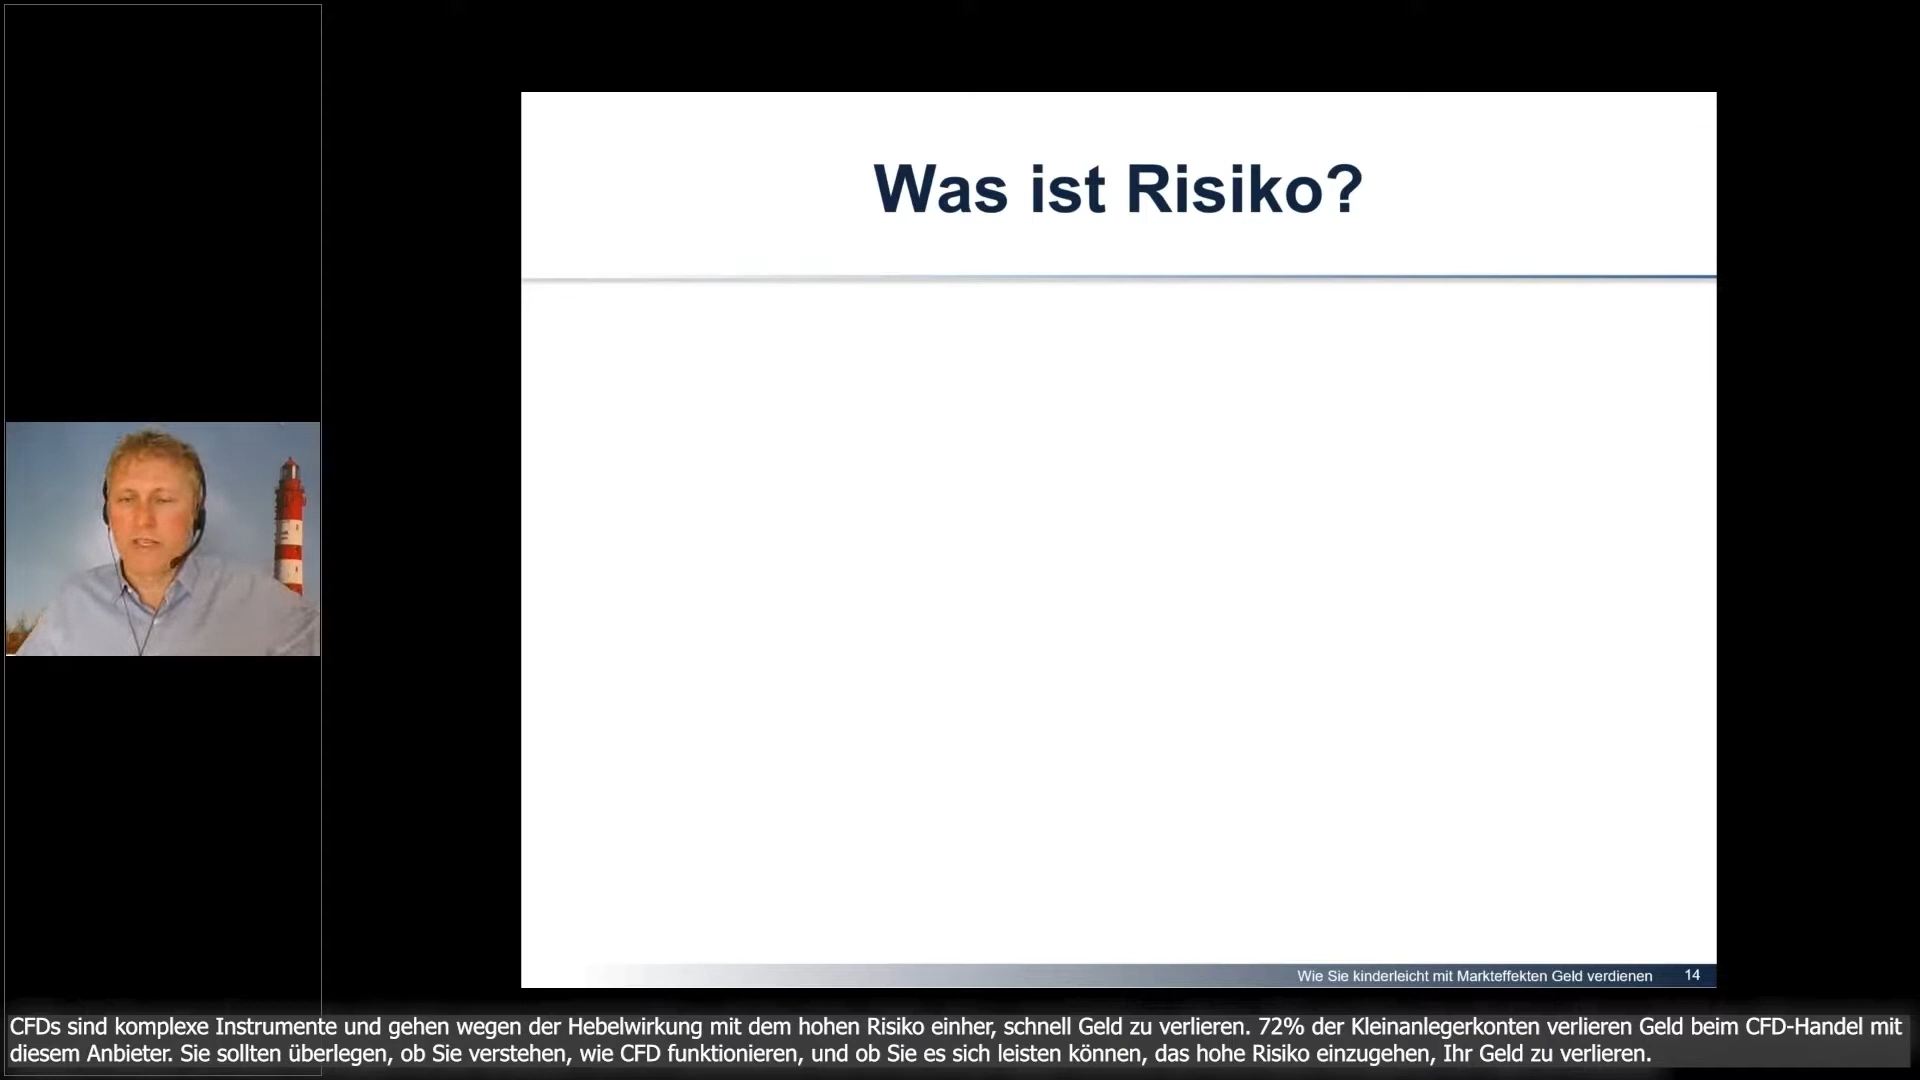 Was ist Risiko?
Wie Sie kinderleicht mit Markteffekten Geld verdienen 14
CFDs sind komplexe Instrumente und gehen wegen der Hebelwirkung mit dem hohen Risiko einher, schnell Geld zu verlieren. 72% der Kleinanlegerkonten verlieren Geld beim CFD-Handel mit
diesem Anbieter. Sie sollten überlegen, ob Sie verstehen, wie CFD funktionieren, und ob Sie es sich leisten können, das hohe Risiko einzugehen, Ihr Geld zu verlieren.